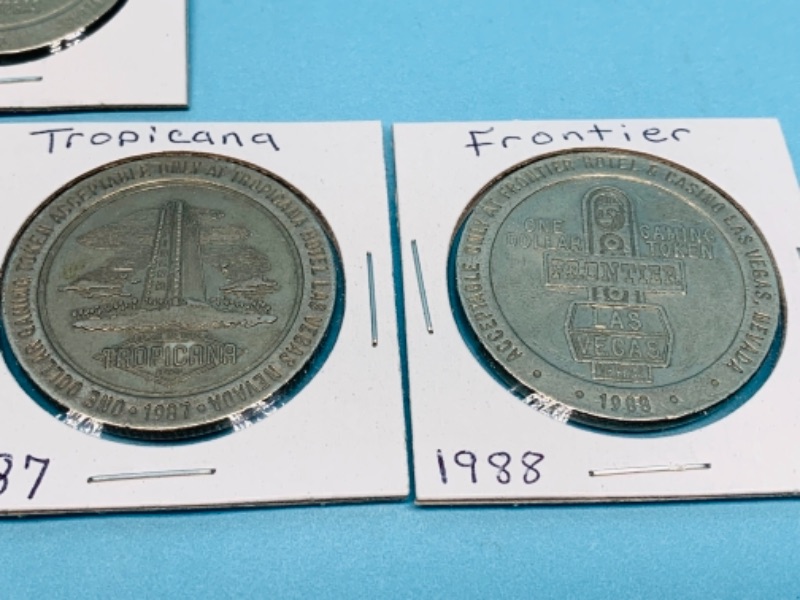 Tropicana
ONE DOLLAR GAMING TOKEN ACCEPTABLE ONLY AT TROPICANA HOTEL LAS VEGAS NEVADA
TROPICANA
• 1987 •
87
Frontier
ACCEPTABLE ONLY AT FRONTIER HOTEL & CASINO LAS VEGAS, NEVADA
ONE DOLLAR
GAMING TOKEN
FRONTIER
LAS
VEGAS
• • 1988 • •
1988